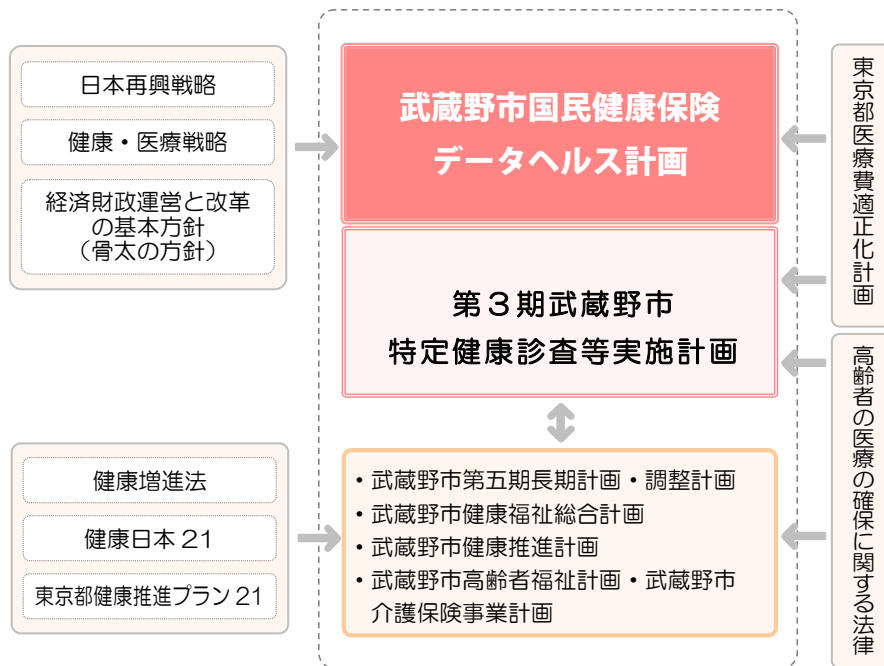 日本再興戦略
健康・医療戦略
経済財政運営と改革
の基本方針
（骨太の方針）
武蔵野市国民健康保険
データヘルス計画
第３期武蔵野市
特定健康診査等実施計画
東京都医療費適正化計画
高齢者の医療の確保に関する法律
健康増進法
健康日本 21
東京都健康推進プラン 21
・武蔵野市第五期長期計画・調整計画
・武蔵野市健康福祉総合計画
・武蔵野市健康推進計画
・武蔵野市高齢者福祉計画・武蔵野市
介護保険事業計画